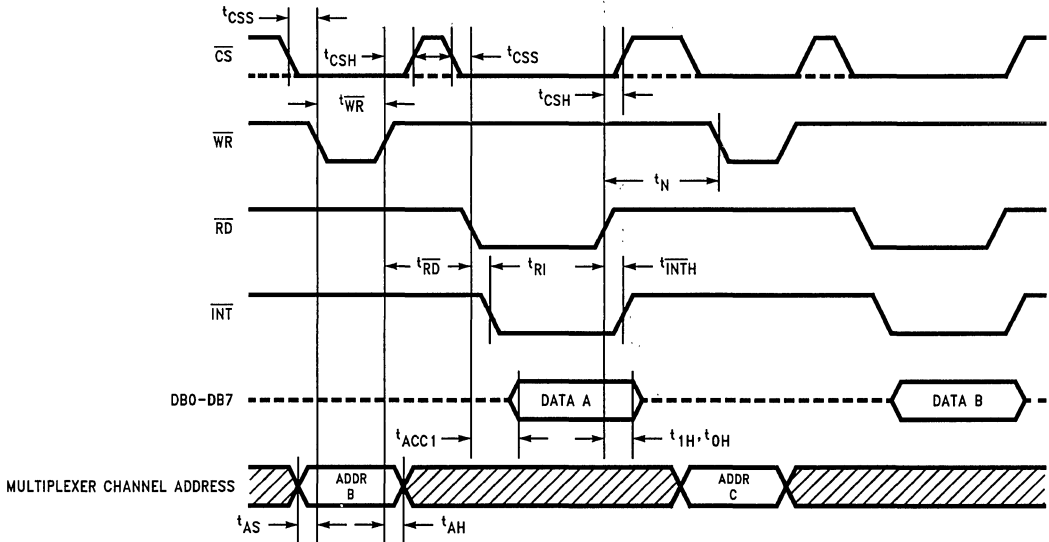 tCSS
CS
tCSH
tCSS
tCSH
tWR
WR
tN
RD
tRD
tRI
tINTH
INT
DB0-DB7
DATA A
DATA B
tACC1
t1H, t0H
MULTIPLEXER CHANNEL ADDRESS
ADDR
B
ADDR
C
tAS
tAH